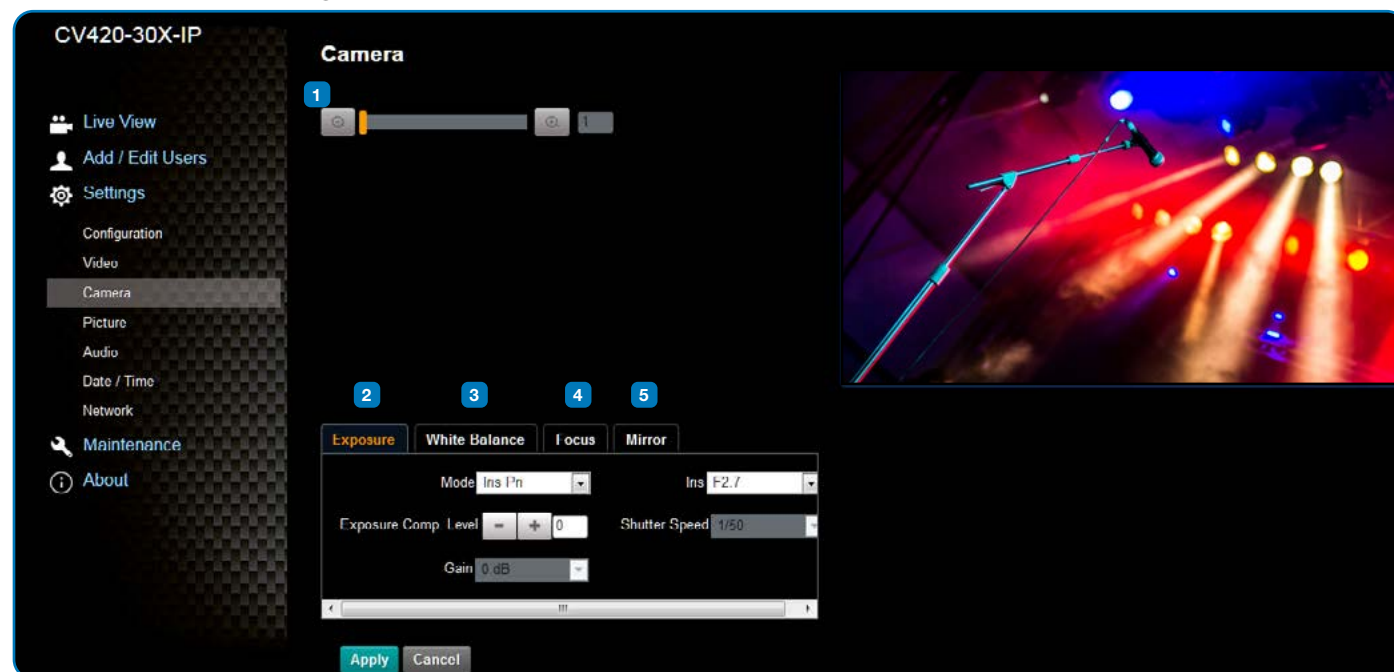 CV420-30X-IP
Live View
Add / Edit Users
Settings
Configuration
Video
Camera
Picture
Audio
Date / Time
Network
Maintenance
About
Camera
1
1
2 3 4 5
Exposure White Balance Focus Mirror
Mode Iris Pri Iris F2.7
Exposure Comp. Level - + 0 Shutter Speed 1/50
Gain 0 dB
Apply Cancel